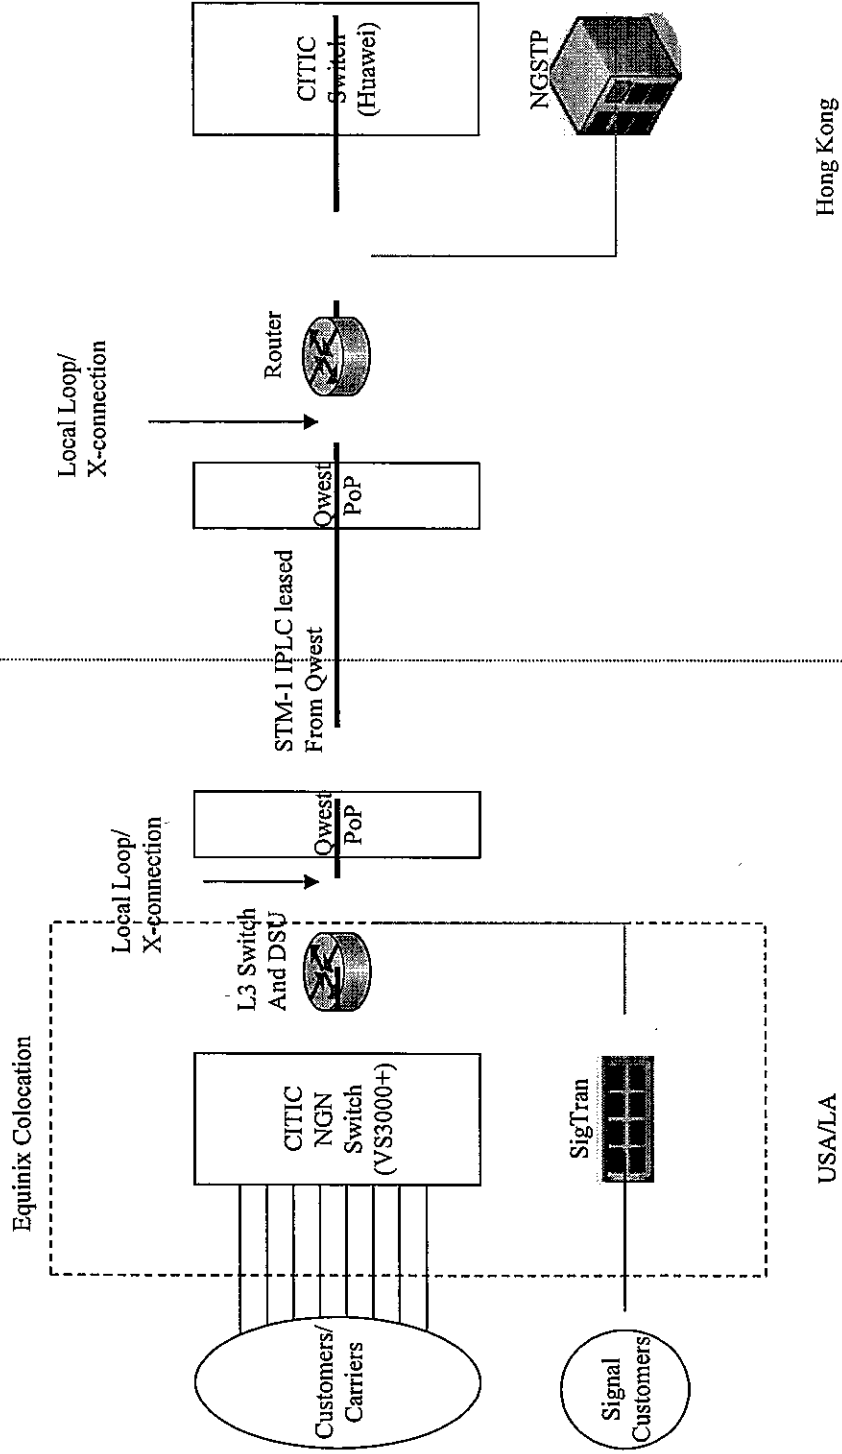 Equinix Colocation
Local Loop/
X-connection
Local Loop/
X-connection
Customers/
Carriers
CITIC
NGN
Switch
(VS3000+)
L3 Switch
And DSU
Qwest
PoP
STM-1 IPLC leased
From Qwest
Qwest
PoP
Router
CITIC
Switch
(Huawei)
Signal
Customers
SigTran
NGSTP
USA/LA
Hong Kong